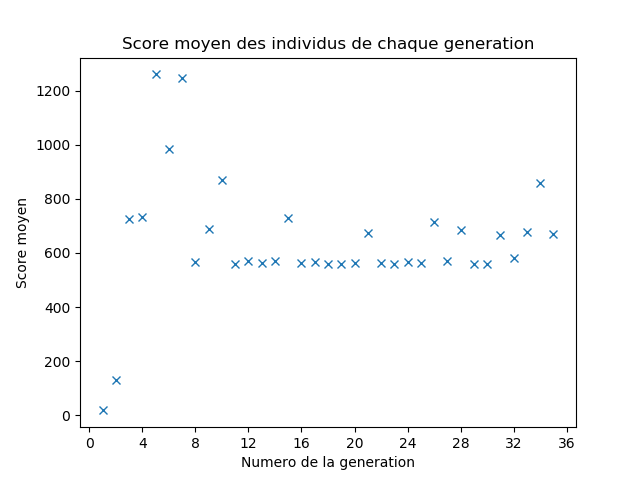 Score moyen des individus de chaque generation
1200
1000
800
600
400
200
0
Score moyen
0 4 8 12 16 20 24 28 32 36
Numero de la generation